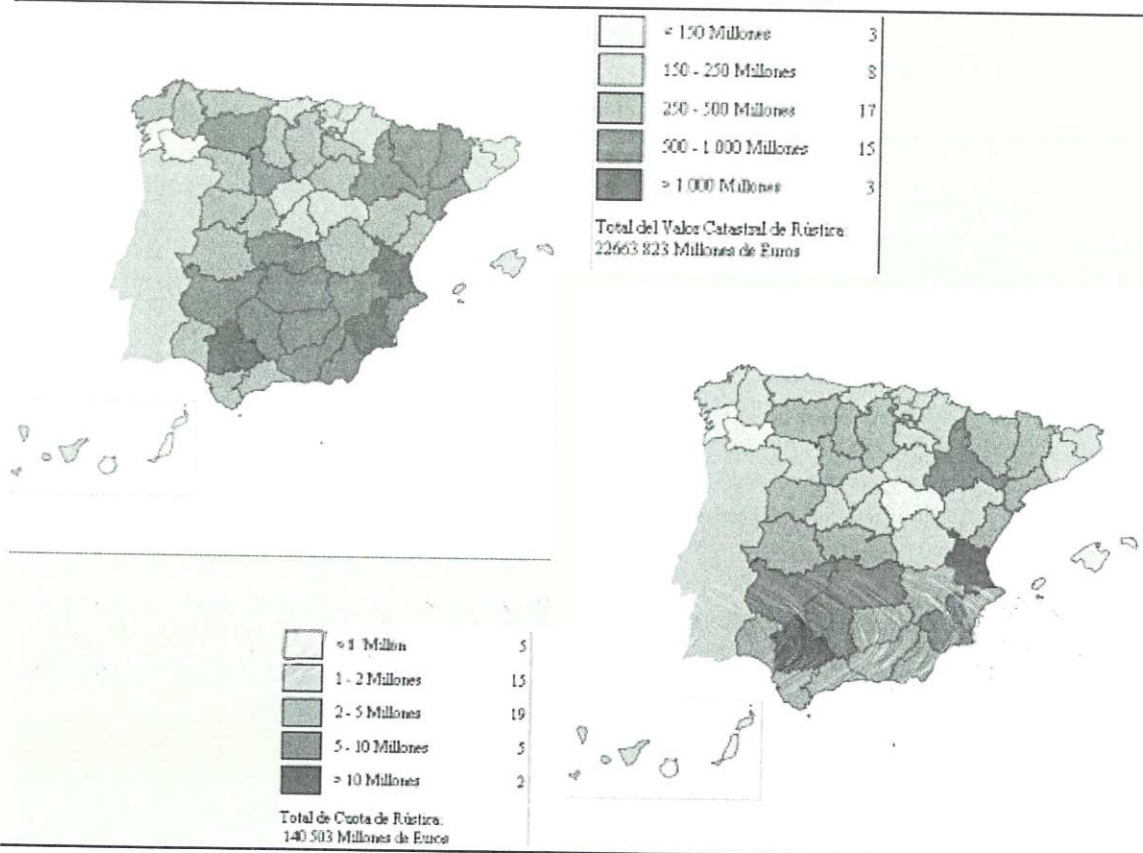 < 150 Millones 3
150 - 250 Millones 8
250 - 500 Millones 17
500 - 1.000 Millones 15
> 1.000 Millones 3
Total del Valor Catastral de Rústica:
22663.823 Millones de Euros
< 1 Millón 5
1 - 2 Millones 15
2 - 5 Millones 19
5 - 10 Millones 5
> 10 Millones 2
Total de Cuota de Rústica:
140.503 Millones de Euros